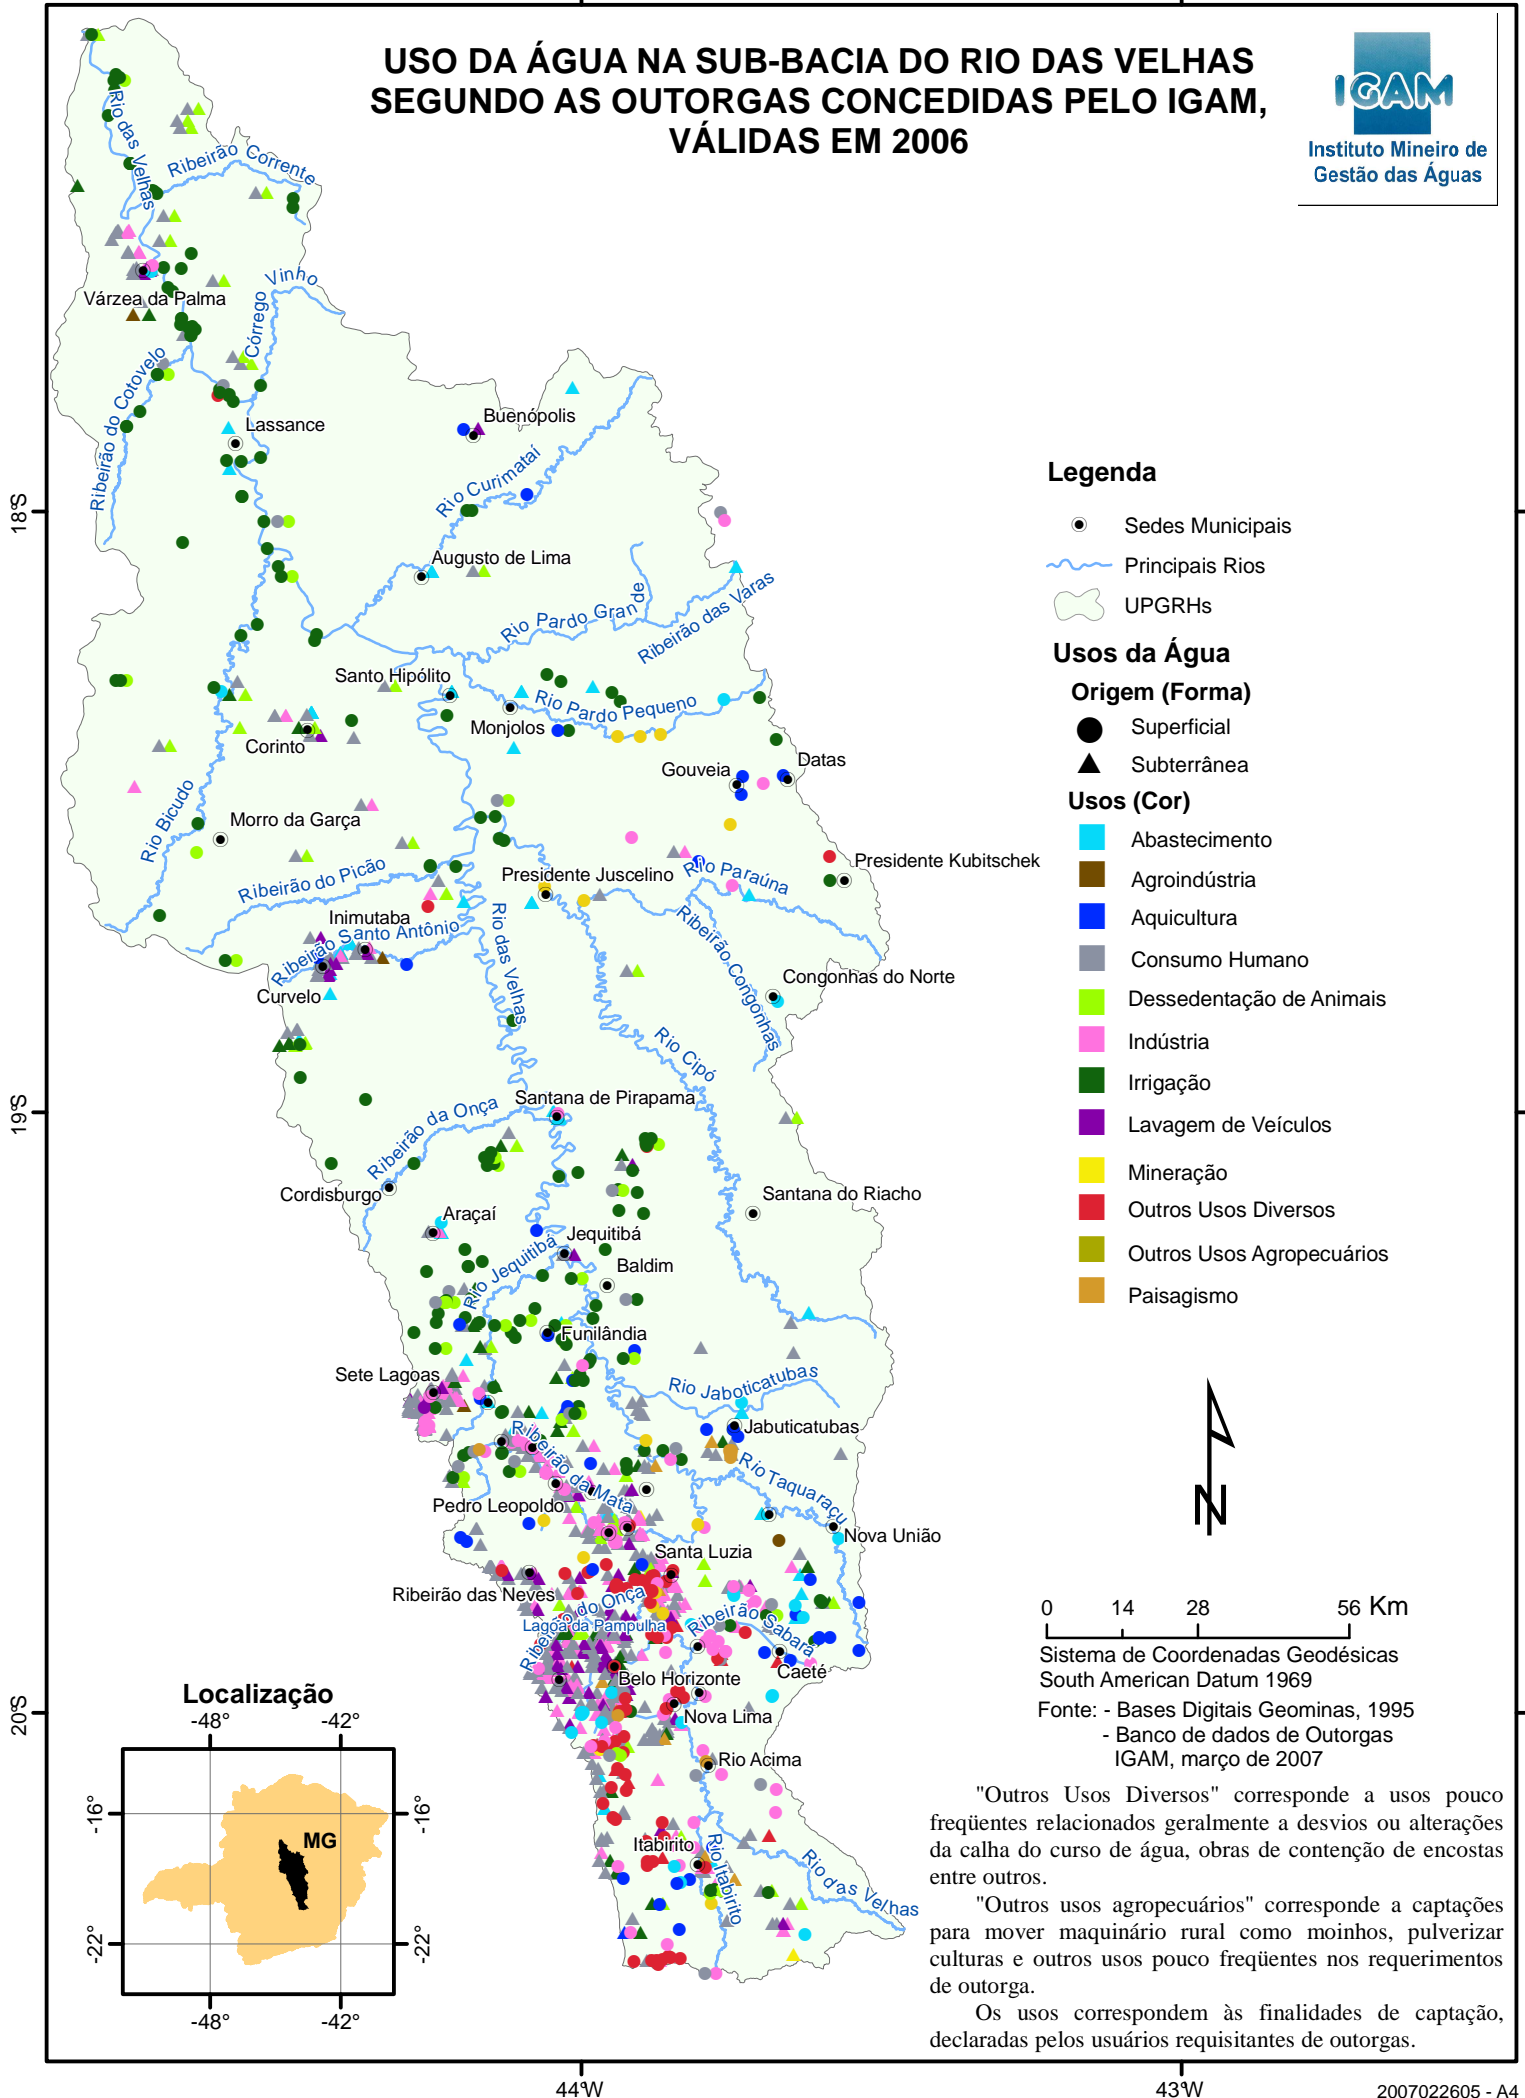 USO DA ÁGUA NA SUB-BACIA DO RIO DAS VELHAS
SEGUNDO AS OUTORGAS CONCEDIDAS PELO IGAM,
VÁLIDAS EM 2006
IGAM
Instituto Mineiro de
Gestão das Águas
Rio das Velhas
Ribeirão Corrente
Várzea da Palma
Córrego Vinho
Ribeirão do Cotovelo
Lassance
Buenópolis
Rio Curimataí
18°S
Augusto de Lima
Rio Pardo Grande
Ribeirão das Varas
Santo Hipólito
Rio Pardo Pequeno
Monjolos
Corinto
Gouveia
Datas
Rio Bicudo
Morro da Garça
Ribeirão do Picão
Presidente Juscelino
Rio Paraúna
Presidente Kubitschek
Inimutaba
Ribeirão Santo Antônio
Rio das Velhas
Ribeirão Congonhas
Curvelo
Congonhas do Norte
Rio Cipó
19°S
Santana de Pirapama
Ribeirão da Onça
Cordisburgo
Santana do Riacho
Araçaí
Jequitibá
Rio Jequitibá
Baldim
Funilândia
Sete Lagoas
Rio Jaboticatubas
Jabuticatubas
Ribeirão da Mata
Rio Taquaraçu
Pedro Leopoldo
Nova União
Santa Luzia
Ribeirão das Neves
Ribeirão do Onça
Lagoa da Pampulha
Ribeirão Sabará
Belo Horizonte
Caeté
Nova Lima
20°S
Rio Acima
Itabirito
Rio Itabirito
Rio das Velhas
Legenda
Sedes Municipais
Principais Rios
UPGRHs
Usos da Água
Origem (Forma)
Superficial
Subterrânea
Usos (Cor)
Abastecimento
Agroindústria
Aquicultura
Consumo Humano
Dessedentação de Animais
Indústria
Irrigação
Lavagem de Veículos
Mineração
Outros Usos Diversos
Outros Usos Agropecuários
Paisagismo
N
0 14 28 56 Km
Sistema de Coordenadas Geodésicas
South American Datum 1969
Fonte: - Bases Digitais Geominas, 1995
- Banco de dados de Outorgas
IGAM, março de 2007
"Outros Usos Diversos" corresponde a usos pouco
freqüentes relacionados geralmente a desvios ou alterações
da calha do curso de água, obras de contenção de encostas
entre outros.
"Outros usos agropecuários" corresponde a captações
para mover maquinário rural como moinhos, pulverizar
culturas e outros usos pouco freqüentes nos requerimentos
de outorga.
Os usos correspondem às finalidades de captação,
declaradas pelos usuários requisitantes de outorgas.
Localização
-48° -42°
-16° -16°
MG
-22° -22°
-48° -42°
44°W 43°W
2007022605 - A4